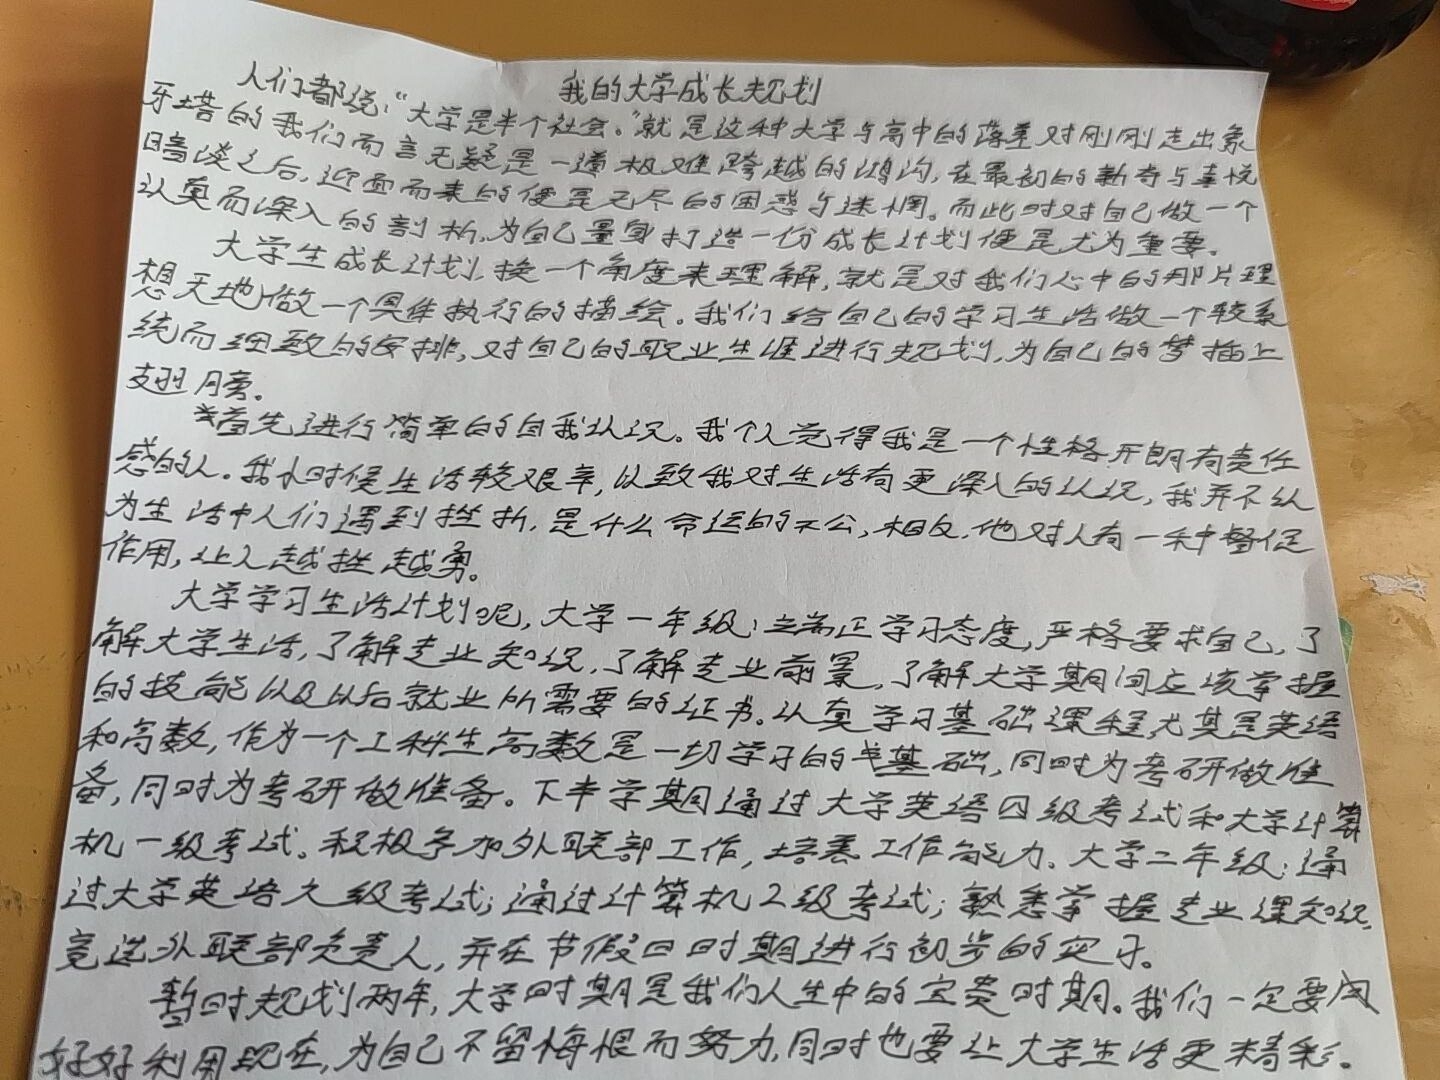 我的大学成长规划
人们都说：“大学是半个社会。”就是这种大学与高中的落差对刚刚走出象
牙塔的我们而言无疑是一道极难跨越的鸿沟，在最初的新奇与喜悦
暗淡之后，迎面而来的便是无尽的困惑与迷惘。而此时对自己做一个
认真而深入的剖析，为自己量身打造一份成长计划便是尤为重要。
大学生成长计划，换一个角度来理解，就是对我们心中的那片理
想天地做一个具体执行的描绘。我们给自己的学习生活做一个较系
统而细致的安排，对自己的职业生涯进行规划，为自己的梦插上
翅膀。
首先进行简单的自我认识。我个人觉得我是一个性格开朗有责任
感的人。我小时候生活较艰辛，以致我对生活有更深入的认识，我并不认
为生活中人们遇到挫折，是什么命运的不公，相反，他对人有一种督促
作用，让人越挫越勇。
大学学习生活计划呢，大学一年级：端正学习态度，严格要求自己，了
解大学生活，了解专业知识，了解专业前景，了解大学期间应该掌握
的技能以及以后就业所需要的证书。认真学习基础课程尤其是英语
和高数，作为一个工科生高数是一切学习的基础，同时为考研做准
备，同时为考研做准备。下半学期通过大学英语四级考试和大学计算
机一级考试。积极参加外联部工作，培养工作能力。大学二年级：通
过大学英语六级考试；通过计算机2级考试；熟悉掌握专业课知识，
竞选外联部负责人，并在节假日时期进行初步的实习。
暂时规划两年，大学时期是我们人生中的宝贵时期。我们一定要
好好利用现在，为自己不留悔恨而努力，同时也要让大学生活更精彩。